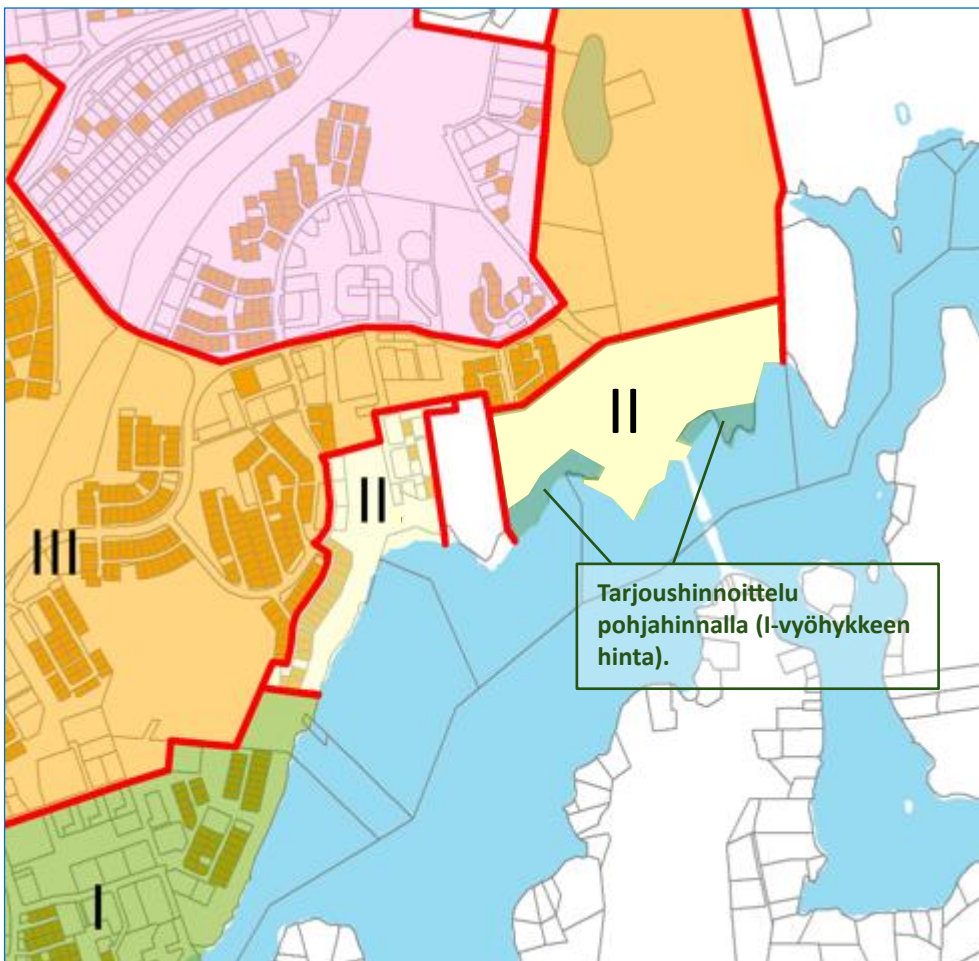 II
II
III
Tarjoushinnoittelu
pohjahinnalla (I-vyöhykkeen
hinta).
I